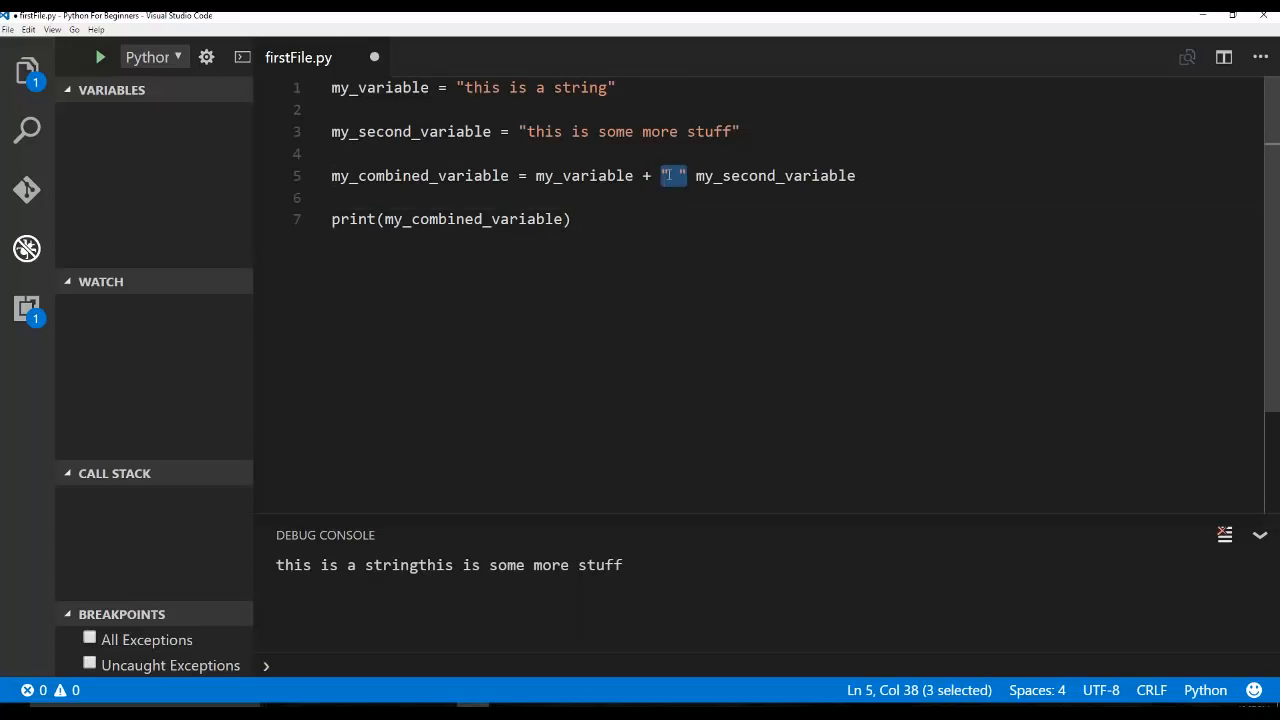 ● firstFile.py - Python For Beginners - Visual Studio Code
File Edit View Go Help
Python ▼
firstFile.py
VARIABLES
WATCH
CALL STACK
BREAKPOINTS
All Exceptions
Uncaught Exceptions
1 my_variable = "this is a string"
2
3 my_second_variable = "this is some more stuff"
4
5 my_combined_variable = my_variable + " " my_second_variable
6
7 print(my_combined_variable)
DEBUG CONSOLE
this is a stringthis is some more stuff
1
1
0 0 Ln 5, Col 38 (3 selected) Spaces: 4 UTF-8 CRLF Python